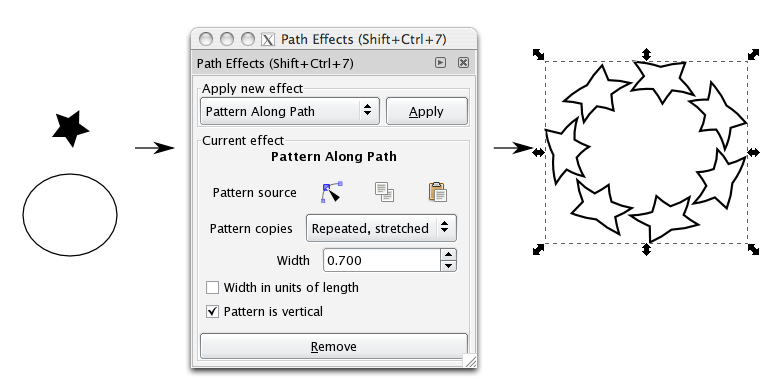 Path Effects (Shift+Ctrl+7)
Path Effects (Shift+Ctrl+7)
Apply new effect
Pattern Along Path
Apply
Current effect
Pattern Along Path
Pattern source
Pattern copies
Repeated, stretched
Width
0.700
Width in units of length
Pattern is vertical
Remove